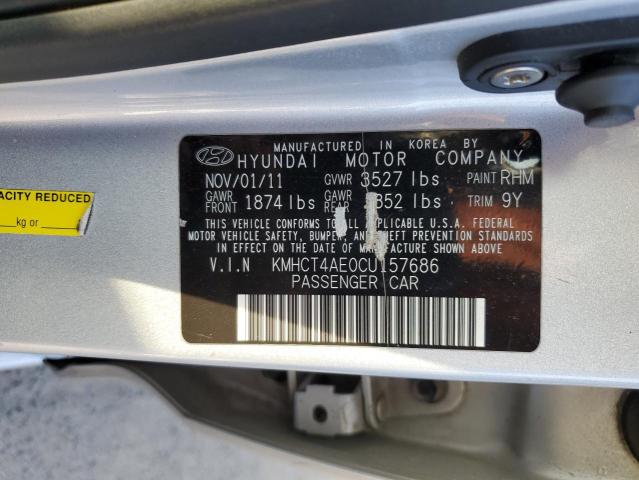 MANUFACTURED IN KOREA BY
HYUNDAI MOTOR COMPANY
NOV/01/11 GVWR 3527 lbs PAINT RHM
GAWR FRONT 1874 lbs GAWR REAR 852 lbs TRIM 9Y
THIS VEHICLE CONFORMS TO ALL APPLICABLE U.S.A. FEDERAL
MOTOR VEHICLE SAFETY, BUMPER, AND THEFT PREVENTION STANDARDS
IN EFFECT ON THE DATE OF MANUFACTURE SHOWN ABOVE
V.I.N KMHCT4AE0CU157686
PASSENGER CAR
ACITY REDUCED
kg or